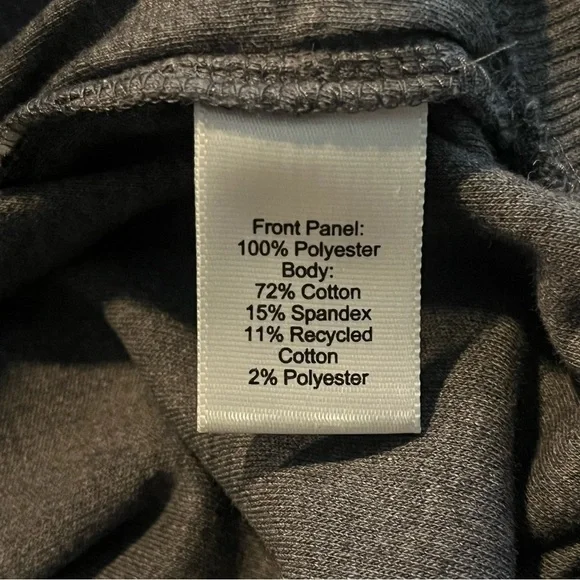 Front Panel:
100% Polyester
Body:
72% Cotton
15% Spandex
11% Recycled
Cotton
2% Polyester